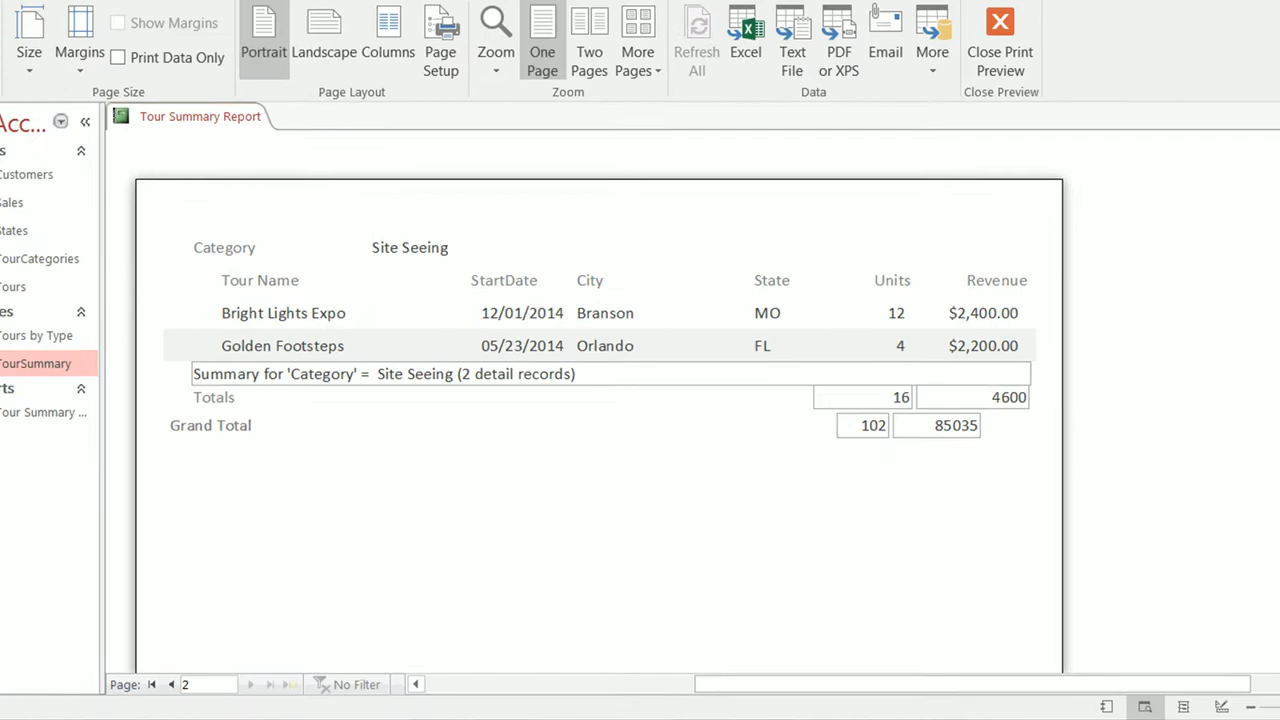 Size
Margins
Show Margins
Print Data Only
Page Size
Portrait
Landscape
Columns
Page Setup
Page Layout
Zoom
One Page
Two Pages
More Pages
Zoom
Refresh All
Excel
Text File
PDF or XPS
Email
More
Data
Close Print Preview
Close Preview
Acc...
Tour Summary Report
s
Customers
Sales
States
TourCategories
Tours
es
Tours by Type
TourSummary
rts
Tour Summary ...
Category Site Seeing
Tour Name StartDate City State Units Revenue
Bright Lights Expo 12/01/2014 Branson MO 12 $2,400.00
Golden Footsteps 05/23/2014 Orlando FL 4 $2,200.00
Summary for 'Category' = Site Seeing (2 detail records)
Totals 16 4600
Grand Total 102 85035
Page: 2 No Filter